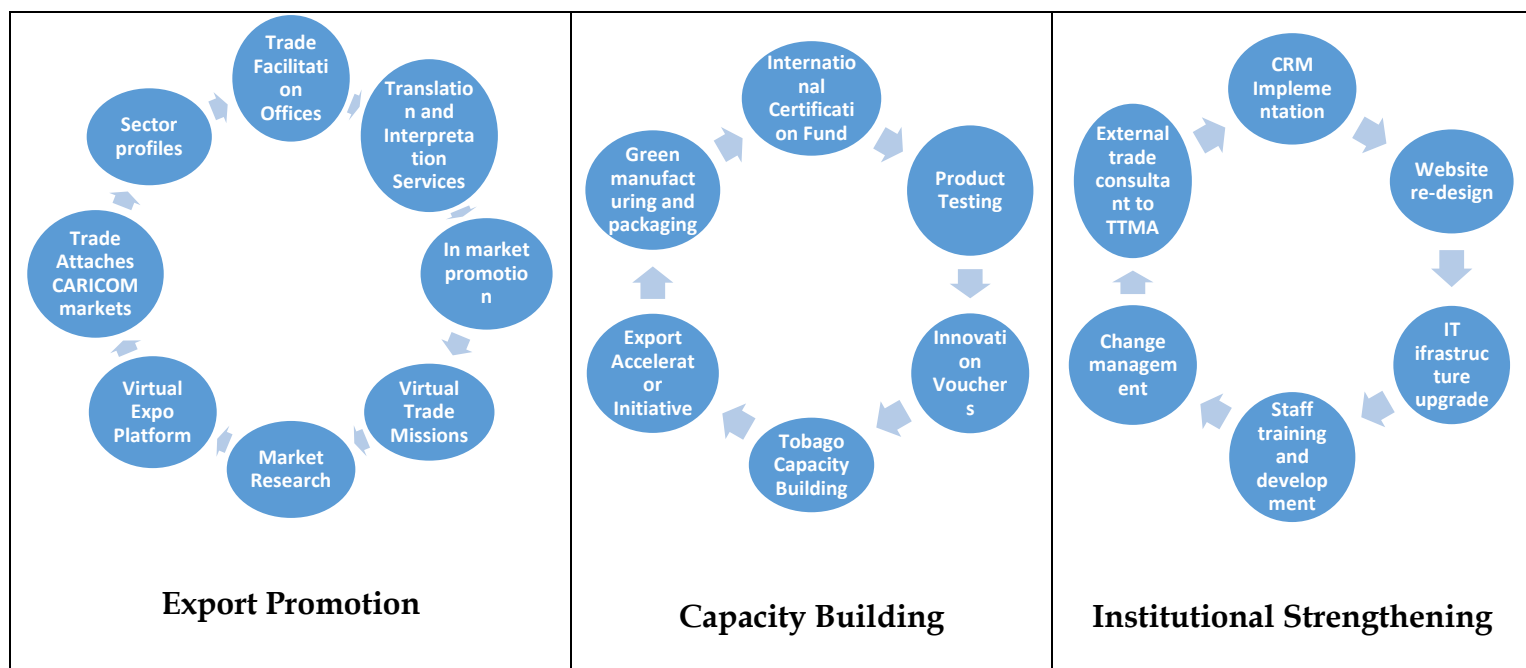 Trade
Facilitati
on
Offices
Translatio
n and
Interpreta
tion
Services
In market
promotio
n
Virtual
Trade
Missions
Market
Research
Virtual
Expo
Platform
Trade
Attaches
CARICOM
markets
Sector
profiles
Export Promotion
Internatio
nal
Certificati
on Fund
Product
Testing
Innovati
on
Voucher
s
Tobago
Capacity
Building
Export
Accelerat
or
Initiative
Green
manufact
uring and
packaging
Capacity Building
CRM
Impleme
ntation
Website
re-design
IT
ifrastruc
ture
upgrade
Staff
training
and
develop
ment
Change
managem
ent
External
trade
consulta
nt to
TTMA
Institutional Strengthening